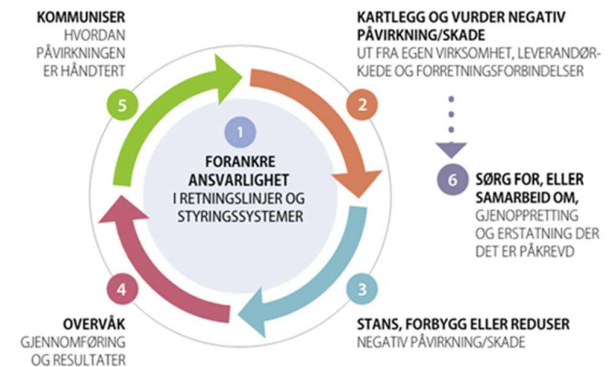 1
FORANKRE
ANSVARLIGHET
I RETNINGSLINJER OG
STYRINGSSYSTEMER
2
KARTLEGG OG VURDER NEGATIV
PÅVIRKNING/SKADE
UT FRA EGEN VIRKSOMHET, LEVERANDØR-
KJEDE OG FORRETNINGSFORBINDELSER
3
STANS, FORBYGG ELLER REDUSER
NEGATIV PÅVIRKNING/SKADE
4
OVERVÅK
GJENNOMFØRING
OG RESULTATER
5
KOMMUNISER
HVORDAN
PÅVIRKNINGEN
ER HÅNDTERT
6
SØRG FOR, ELLER
SAMARBEID OM,
GJENOPPRETTING
OG ERSTATNING DER
DET ER PÅKREVD